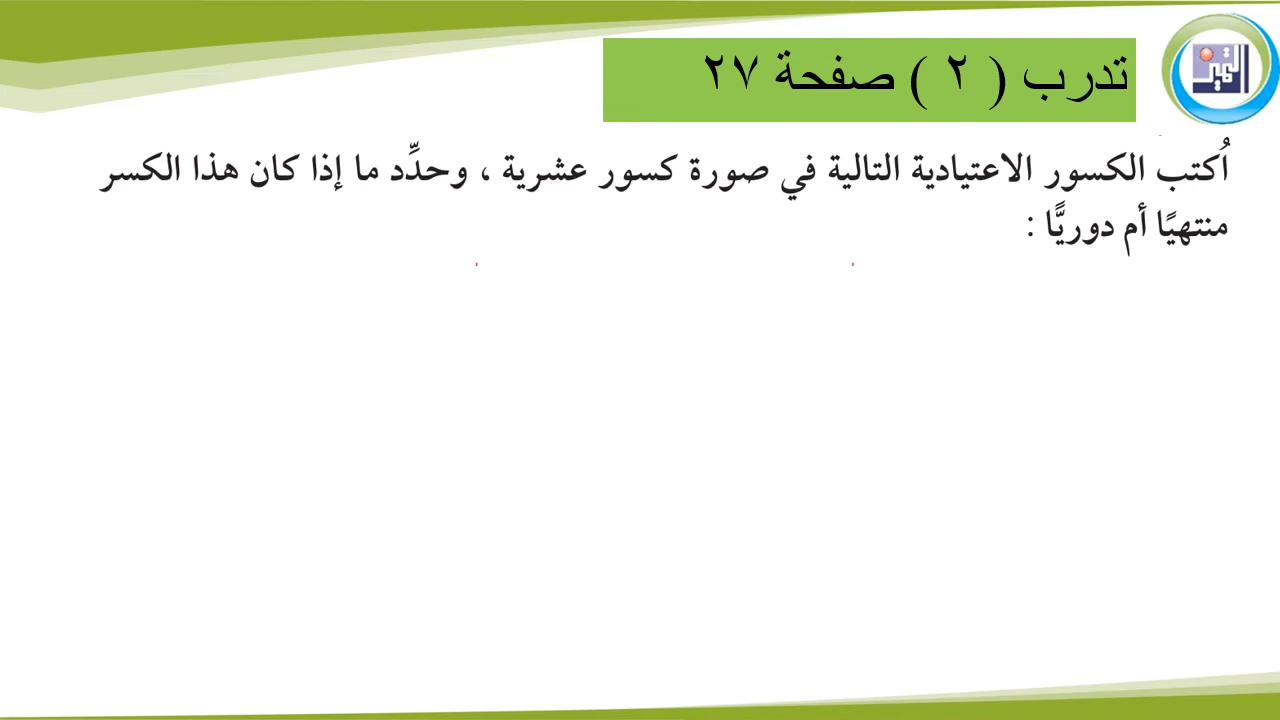 تدرب ( ٢ ) صفحة ٢٧
التميز
أُكتب الكسور الاعتيادية التالية في صورة كسور عشرية ، وحدِّد ما إذا كان هذا الكسر
منتهيًا أم دوريًّا :